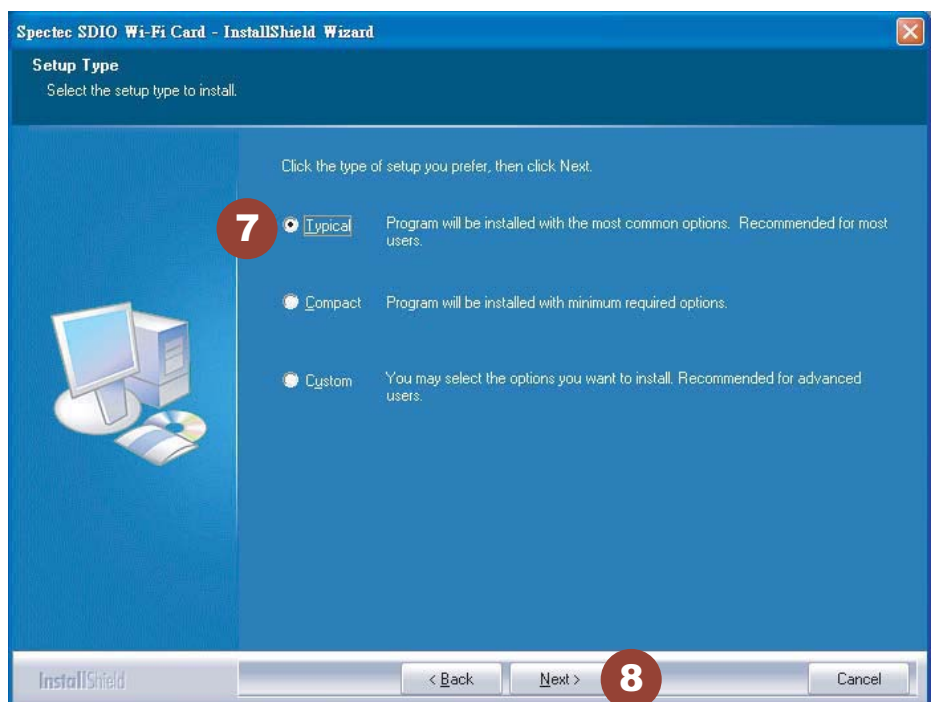 Spectec SDIO Wi-Fi Card - InstallShield Wizard
Setup Type
Select the setup type to install.
Click the type of setup you prefer, then click Next.
7
Typical
Program will be installed with the most common options. Recommended for most
users.
Compact
Program will be installed with minimum required options.
Custom
You may select the options you want to install. Recommended for advanced
users.
InstallShield
< Back
Next >
8
Cancel